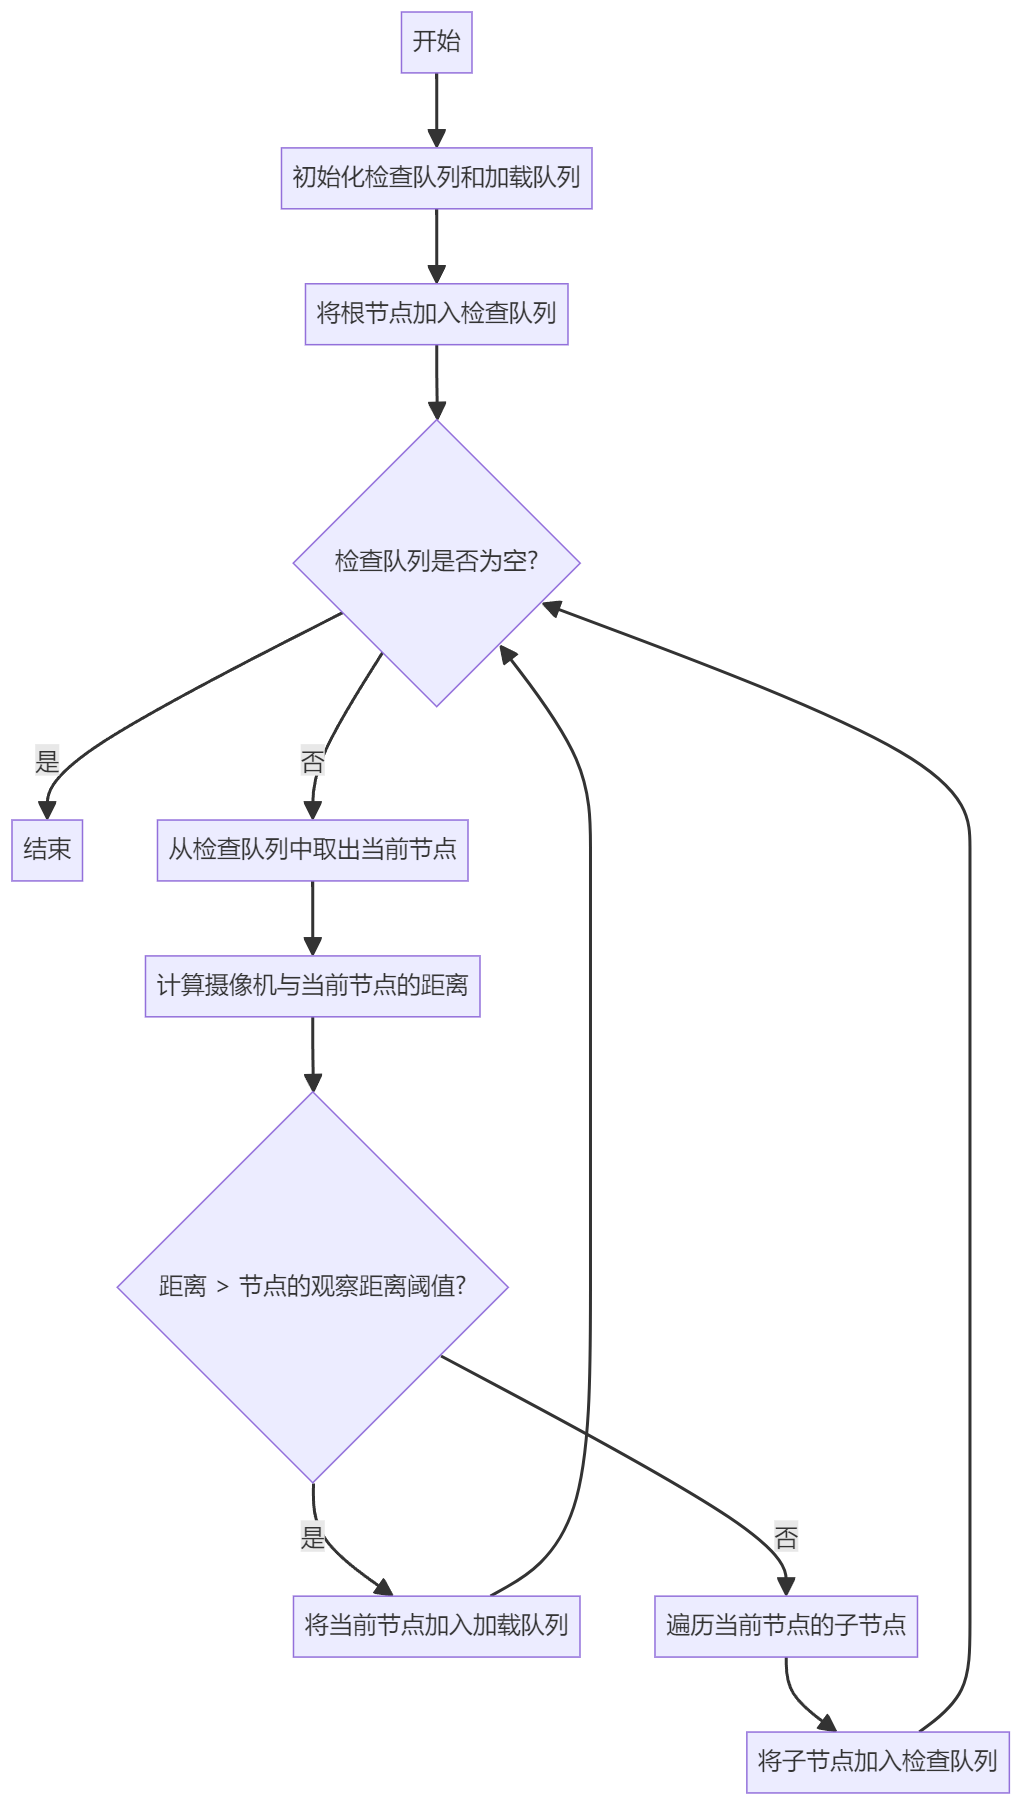 开始
初始化检查队列和加载队列
将根节点加入检查队列
检查队列是否为空?
是
否
结束
从检查队列中取出当前节点
计算摄像机与当前节点的距离
距离 > 节点的观察距离阈值?
是
否
将当前节点加入加载队列
遍历当前节点的子节点
将子节点加入检查队列